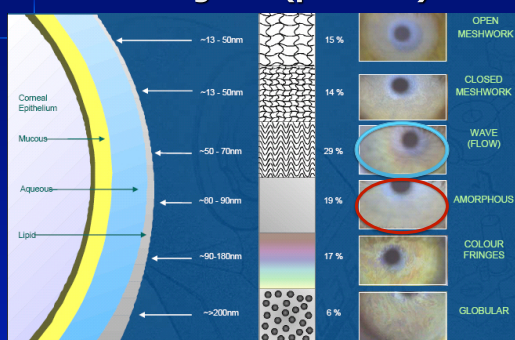 OPEN
MESHWORK
~13 - 50nm
15 %
CLOSED
MESHWORK
~13 - 50nm
14 %
Corneal
Epithelium
Mucous
WAVE
(FLOW)
~50 - 70nm
29 %
Aqueous
~80 - 90nm
19 %
AMORPHOUS
Lipid
COLOUR
FRINGES
~90-180nm
17 %
~>200nm
6 %
GLOBULAR